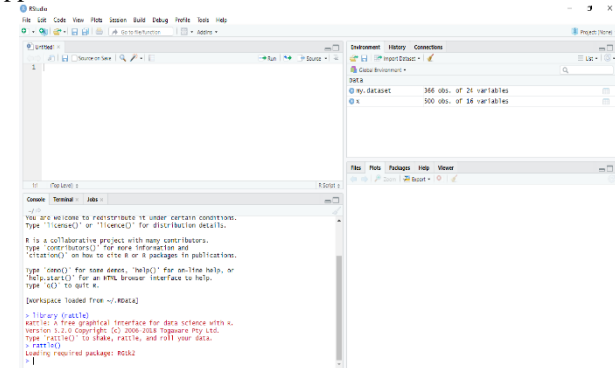 RStudio
File Edit Code View Plots Session Build Debug Profile Tools Help
Go to file/function Addins
Project: (None)
Untitled1
Source on Save Run Source
1
1:1 (Top Level) R Script
Console Terminal Jobs
~/
You are welcome to redistribute it under certain conditions.
Type 'license()' or 'licence()' for distribution details.
R is a collaborative project with many contributors.
Type 'contributors()' for more information and
'citation()' on how to cite R or R packages in publications.
Type 'demo()' for some demos, 'help()' for on-line help, or
'help.start()' for an HTML browser interface to help.
Type 'q()' to quit R.
[Workspace loaded from ~/.RData]
> library (rattle)
Rattle: A free graphical interface for data science with R.
Version 5.2.0 Copyright (c) 2006-2018 Togaware Pty Ltd.
Type 'rattle()' to shake, rattle, and roll your data.
> rattle()
Loading required package: RGtk2
>
Environment History Connections
Import Dataset List
Global Environment
Data
my.dataset 366 obs. of 24 variables
x 500 obs. of 16 variables
Files Plots Packages Help Viewer
Zoom Export